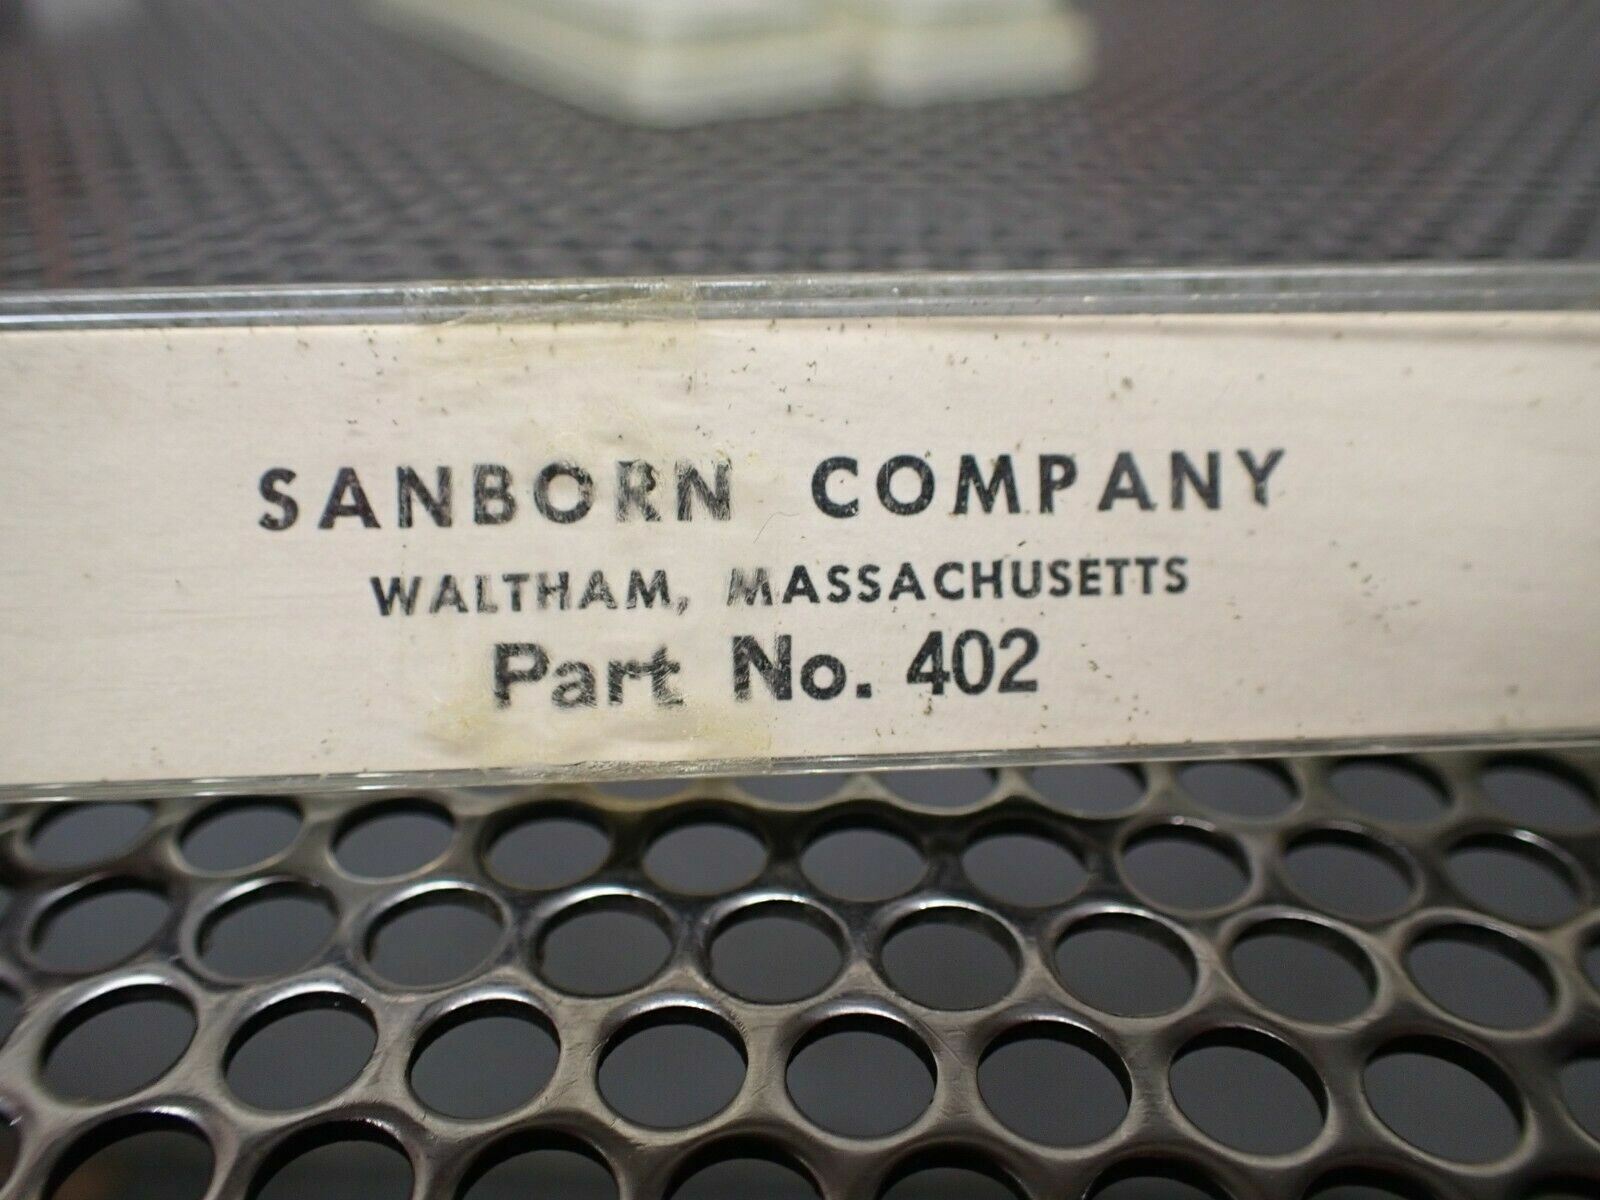 SANBORN COMPANY
WALTHAM, MASSACHUSETTS
Part No. 402